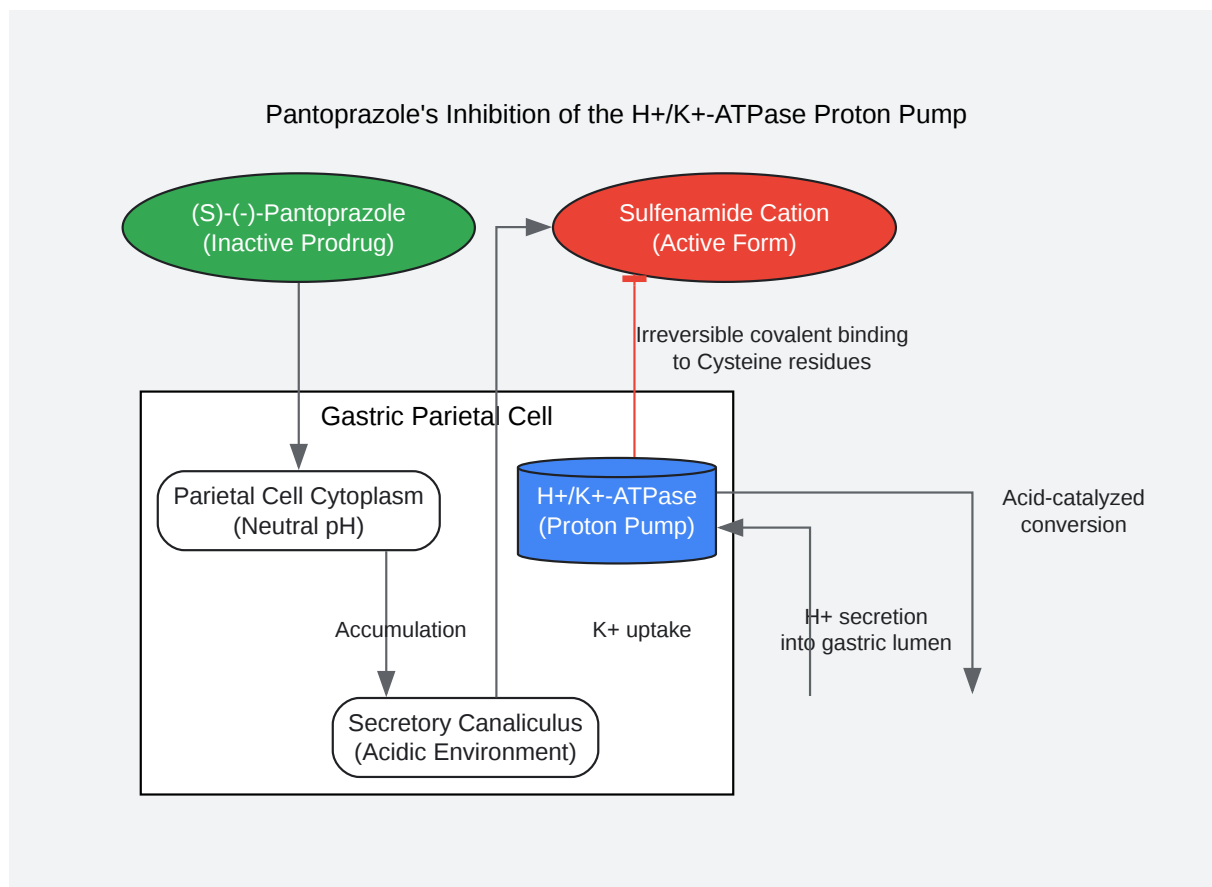 Pantoprazole's Inhibition of the H+/K+-ATPase Proton Pump
(S)-(-)-Pantoprazole
(Inactive Prodrug)
Sulfenamide Cation
(Active Form)
Irreversible covalent binding
to Cysteine residues
Gastric Parietal Cell
Parietal Cell Cytoplasm
(Neutral pH)
H+/K+-ATPase
(Proton Pump)
Acid-catalyzed
conversion
Accumulation
K+ uptake
H+ secretion
into gastric lumen
Secretory Canaliculus
(Acidic Environment)